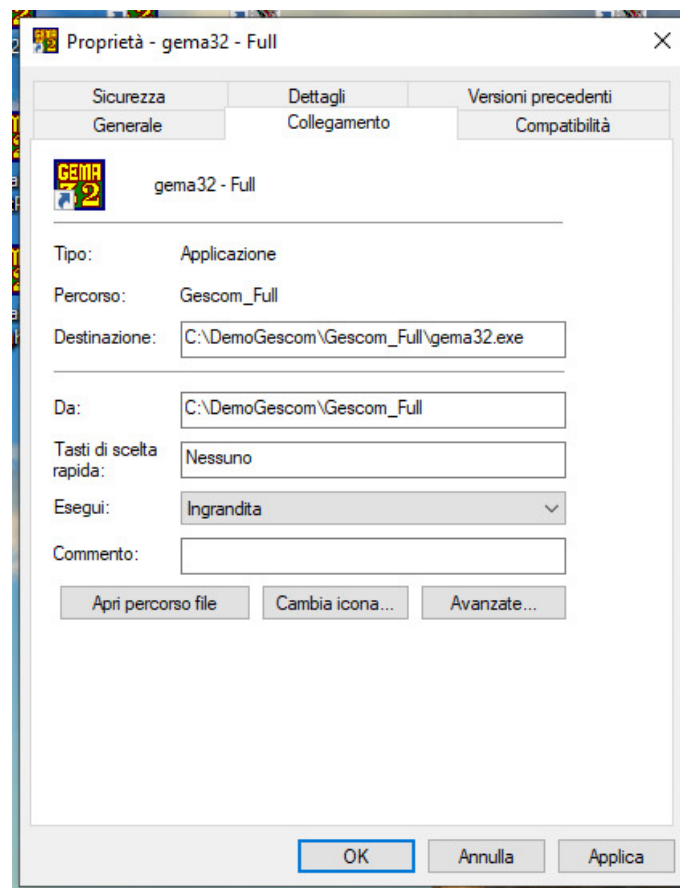 Proprietà - gema32 - Full
Sicurezza Dettagli Versioni precedenti
Generale Collegamento Compatibilità
GEMA
32
gema32 - Full
Tipo: Applicazione
Percorso: Gescom_Full
Destinazione: C:\DemoGescom\Gescom_Full\gema32.exe
Da: C:\DemoGescom\Gescom_Full
Tasti di scelta
rapida: Nessuno
Esegui: Ingrandita
Commento:
Apri percorso file Cambia icona... Avanzate...
OK Annulla Applica